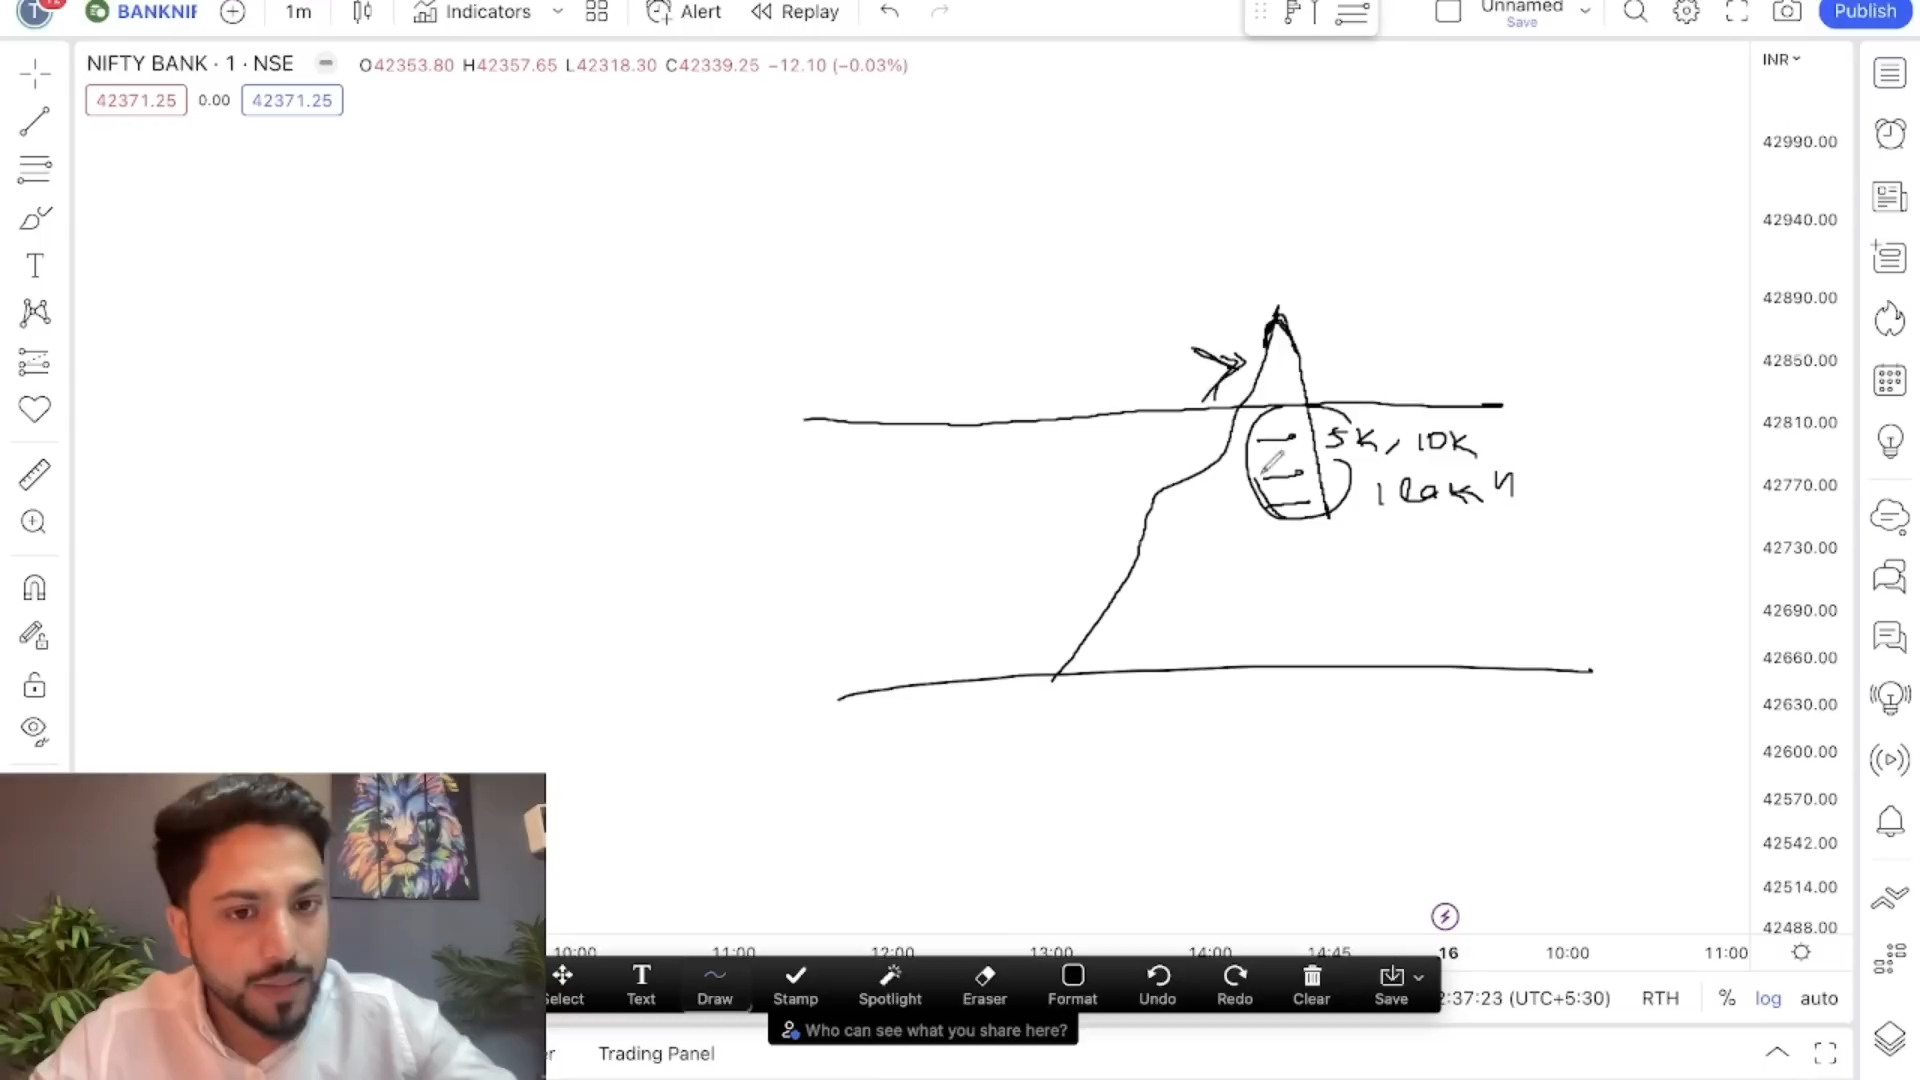 T
BANKNIF
1m
Indicators
Alert
Replay
Unnamed
Save
Publish
NIFTY BANK · 1 · NSE
O42353.80 H42357.65 L42318.30 C42339.25 −12.10 (−0.03%)
42371.25 0.00 42371.25
INR
42990.00
42940.00
42890.00
42850.00
42810.00
5K, 10K
42770.00
42730.00
42690.00
42660.00
42630.00
42600.00
42570.00
42542.00
42514.00
42488.00
10:00 11:00 12:00 13:00 14:00 14:45 16 10:00 11:00
Select Text Draw Stamp Spotlight Eraser Format Undo Redo Clear Save
2:37:23 (UTC+5:30) RTH % log auto
Who can see what you share here?
r Trading Panel